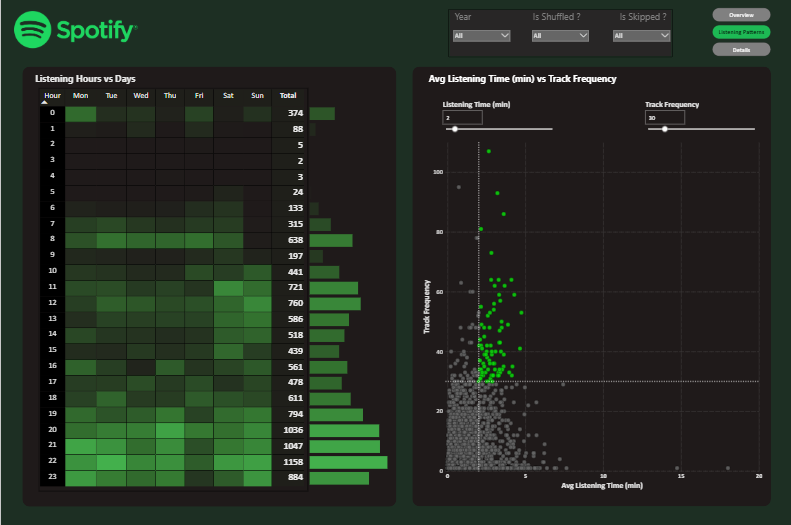 Spotify®
Year Is Shuffled ? Is Skipped ?
All All All
Overview
Listening Patterns
Details
Listening Hours vs Days
Hour Mon Tue Wed Thu Fri Sat Sun Total
0 374
1 88
2 5
3 2
4 3
5 24
6 133
7 315
8 638
9 197
10 441
11 721
12 760
13 586
14 518
15 439
16 561
17 478
18 611
19 794
20 1036
21 1047
22 1158
23 884
Avg Listening Time (min) vs Track Frequency
Listening Time (min) Track Frequency
2 30
100
80
60
40
20
0
Track Frequency
0 5 10 15 20
Avg Listening Time (min)